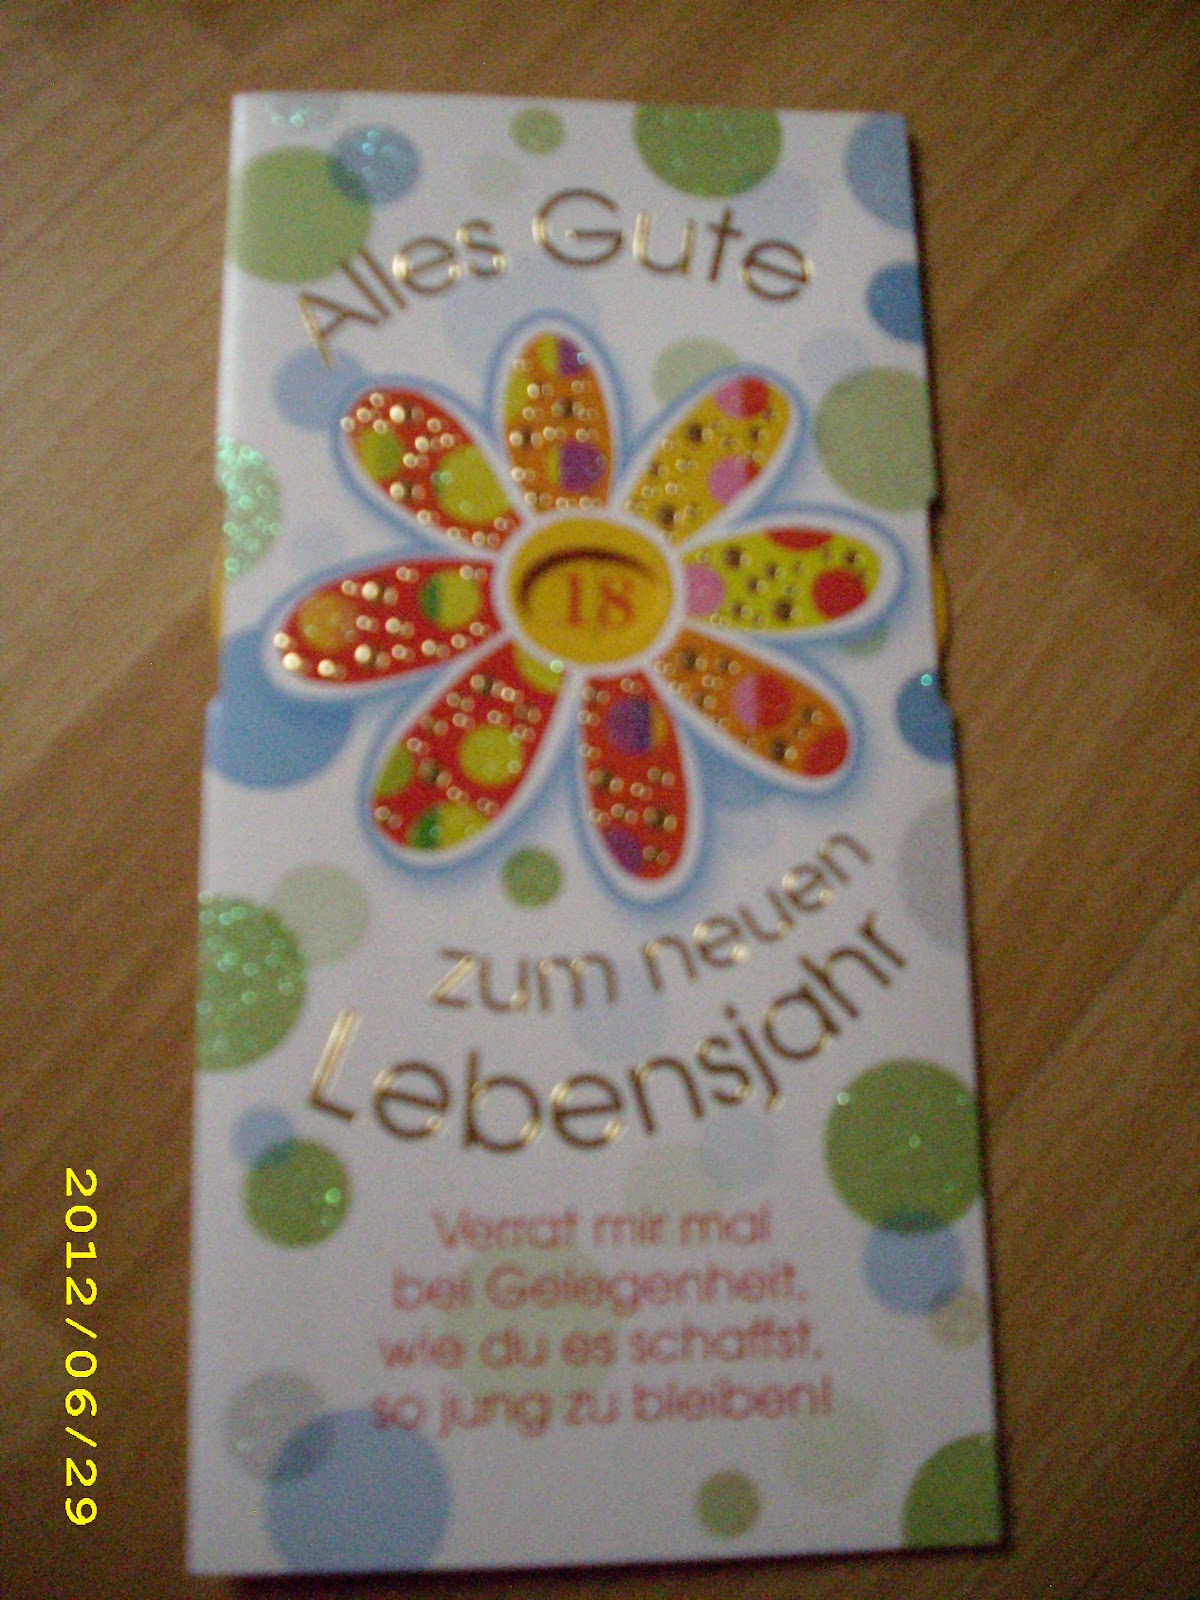 Alles Gute
18
zum neuen
Lebensjahr
Verrat mir mal
bei Gelegenheit,
wie du es schaffst,
so jung zu bleiben!
2012/06/29